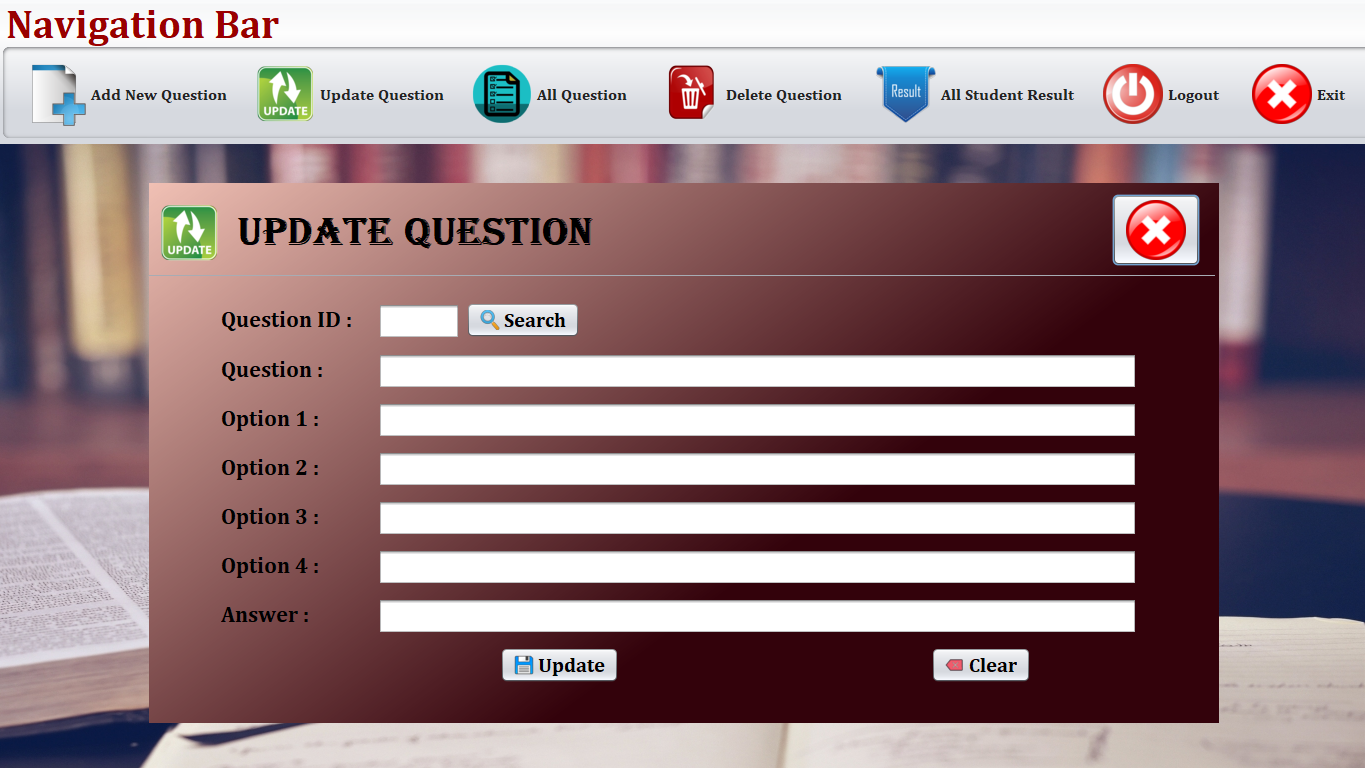 Navigation Bar
UPDATE Add New Question Update Question All Question Delete Question Result All Student Result Logout Exit
UPDATE UPDATE QUESTION
Question ID : Search
Question :
Option 1 :
Option 2 :
Option 3 :
Option 4 :
Answer :
Update Clear